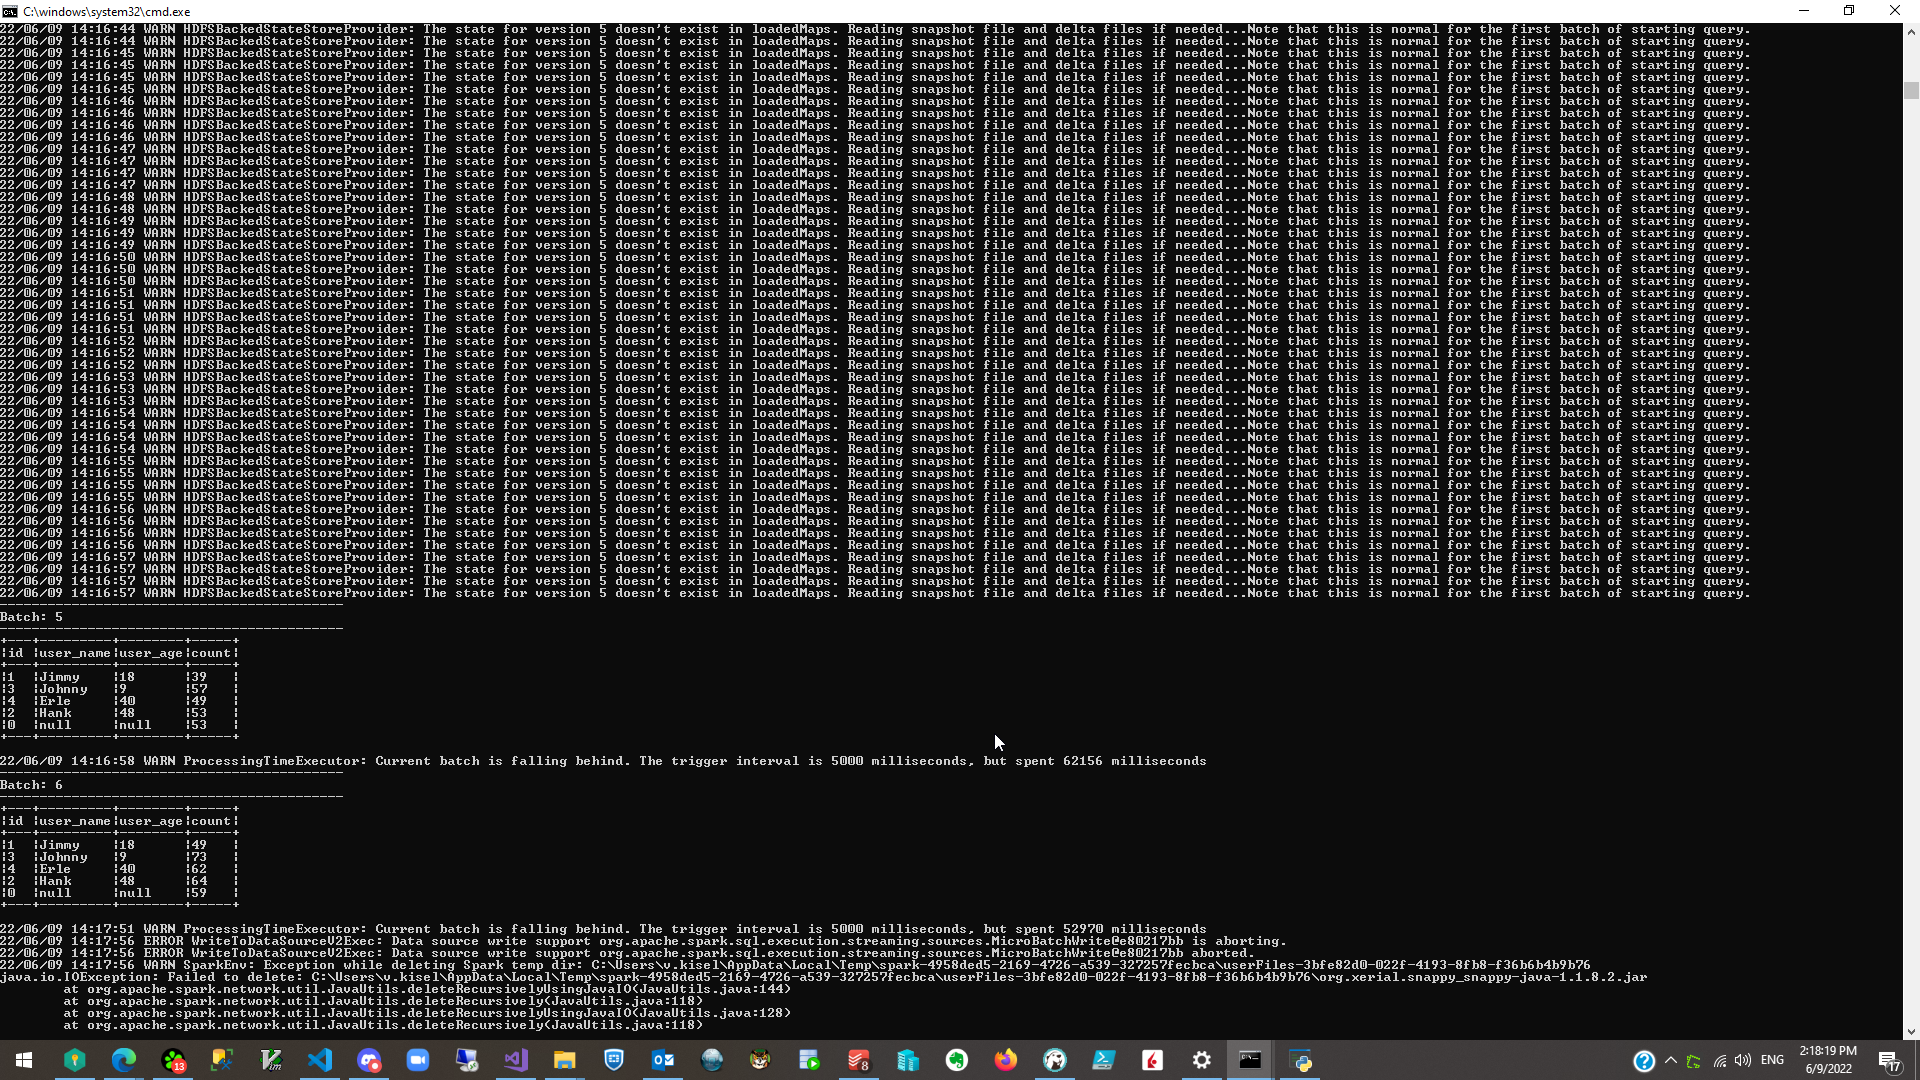 C:\windows\system32\cmd.exe
22/06/09 14:16:44 WARN HDFSBackedStateStoreProvider: The state for version 5 doesn't exist in loadedMaps. Reading snapshot file and delta files if needed...Note that this is normal for the first batch of starting query.
22/06/09 14:16:44 WARN HDFSBackedStateStoreProvider: The state for version 5 doesn't exist in loadedMaps. Reading snapshot file and delta files if needed...Note that this is normal for the first batch of starting query.
22/06/09 14:16:45 WARN HDFSBackedStateStoreProvider: The state for version 5 doesn't exist in loadedMaps. Reading snapshot file and delta files if needed...Note that this is normal for the first batch of starting query.
22/06/09 14:16:45 WARN HDFSBackedStateStoreProvider: The state for version 5 doesn't exist in loadedMaps. Reading snapshot file and delta files if needed...Note that this is normal for the first batch of starting query.
22/06/09 14:16:45 WARN HDFSBackedStateStoreProvider: The state for version 5 doesn't exist in loadedMaps. Reading snapshot file and delta files if needed...Note that this is normal for the first batch of starting query.
22/06/09 14:16:45 WARN HDFSBackedStateStoreProvider: The state for version 5 doesn't exist in loadedMaps. Reading snapshot file and delta files if needed...Note that this is normal for the first batch of starting query.
22/06/09 14:16:46 WARN HDFSBackedStateStoreProvider: The state for version 5 doesn't exist in loadedMaps. Reading snapshot file and delta files if needed...Note that this is normal for the first batch of starting query.
22/06/09 14:16:46 WARN HDFSBackedStateStoreProvider: The state for version 5 doesn't exist in loadedMaps. Reading snapshot file and delta files if needed...Note that this is normal for the first batch of starting query.
22/06/09 14:16:46 WARN HDFSBackedStateStoreProvider: The state for version 5 doesn't exist in loadedMaps. Reading snapshot file and delta files if needed...Note that this is normal for the first batch of starting query.
22/06/09 14:16:46 WARN HDFSBackedStateStoreProvider: The state for version 5 doesn't exist in loadedMaps. Reading snapshot file and delta files if needed...Note that this is normal for the first batch of starting query.
22/06/09 14:16:47 WARN HDFSBackedStateStoreProvider: The state for version 5 doesn't exist in loadedMaps. Reading snapshot file and delta files if needed...Note that this is normal for the first batch of starting query.
22/06/09 14:16:47 WARN HDFSBackedStateStoreProvider: The state for version 5 doesn't exist in loadedMaps. Reading snapshot file and delta files if needed...Note that this is normal for the first batch of starting query.
22/06/09 14:16:47 WARN HDFSBackedStateStoreProvider: The state for version 5 doesn't exist in loadedMaps. Reading snapshot file and delta files if needed...Note that this is normal for the first batch of starting query.
22/06/09 14:16:47 WARN HDFSBackedStateStoreProvider: The state for version 5 doesn't exist in loadedMaps. Reading snapshot file and delta files if needed...Note that this is normal for the first batch of starting query.
22/06/09 14:16:48 WARN HDFSBackedStateStoreProvider: The state for version 5 doesn't exist in loadedMaps. Reading snapshot file and delta files if needed...Note that this is normal for the first batch of starting query.
22/06/09 14:16:48 WARN HDFSBackedStateStoreProvider: The state for version 5 doesn't exist in loadedMaps. Reading snapshot file and delta files if needed...Note that this is normal for the first batch of starting query.
22/06/09 14:16:49 WARN HDFSBackedStateStoreProvider: The state for version 5 doesn't exist in loadedMaps. Reading snapshot file and delta files if needed...Note that this is normal for the first batch of starting query.
22/06/09 14:16:49 WARN HDFSBackedStateStoreProvider: The state for version 5 doesn't exist in loadedMaps. Reading snapshot file and delta files if needed...Note that this is normal for the first batch of starting query.
22/06/09 14:16:49 WARN HDFSBackedStateStoreProvider: The state for version 5 doesn't exist in loadedMaps. Reading snapshot file and delta files if needed...Note that this is normal for the first batch of starting query.
22/06/09 14:16:50 WARN HDFSBackedStateStoreProvider: The state for version 5 doesn't exist in loadedMaps. Reading snapshot file and delta files if needed...Note that this is normal for the first batch of starting query.
22/06/09 14:16:50 WARN HDFSBackedStateStoreProvider: The state for version 5 doesn't exist in loadedMaps. Reading snapshot file and delta files if needed...Note that this is normal for the first batch of starting query.
22/06/09 14:16:50 WARN HDFSBackedStateStoreProvider: The state for version 5 doesn't exist in loadedMaps. Reading snapshot file and delta files if needed...Note that this is normal for the first batch of starting query.
22/06/09 14:16:51 WARN HDFSBackedStateStoreProvider: The state for version 5 doesn't exist in loadedMaps. Reading snapshot file and delta files if needed...Note that this is normal for the first batch of starting query.
22/06/09 14:16:51 WARN HDFSBackedStateStoreProvider: The state for version 5 doesn't exist in loadedMaps. Reading snapshot file and delta files if needed...Note that this is normal for the first batch of starting query.
22/06/09 14:16:51 WARN HDFSBackedStateStoreProvider: The state for version 5 doesn't exist in loadedMaps. Reading snapshot file and delta files if needed...Note that this is normal for the first batch of starting query.
22/06/09 14:16:51 WARN HDFSBackedStateStoreProvider: The state for version 5 doesn't exist in loadedMaps. Reading snapshot file and delta files if needed...Note that this is normal for the first batch of starting query.
22/06/09 14:16:52 WARN HDFSBackedStateStoreProvider: The state for version 5 doesn't exist in loadedMaps. Reading snapshot file and delta files if needed...Note that this is normal for the first batch of starting query.
22/06/09 14:16:52 WARN HDFSBackedStateStoreProvider: The state for version 5 doesn't exist in loadedMaps. Reading snapshot file and delta files if needed...Note that this is normal for the first batch of starting query.
22/06/09 14:16:52 WARN HDFSBackedStateStoreProvider: The state for version 5 doesn't exist in loadedMaps. Reading snapshot file and delta files if needed...Note that this is normal for the first batch of starting query.
22/06/09 14:16:53 WARN HDFSBackedStateStoreProvider: The state for version 5 doesn't exist in loadedMaps. Reading snapshot file and delta files if needed...Note that this is normal for the first batch of starting query.
22/06/09 14:16:53 WARN HDFSBackedStateStoreProvider: The state for version 5 doesn't exist in loadedMaps. Reading snapshot file and delta files if needed...Note that this is normal for the first batch of starting query.
22/06/09 14:16:53 WARN HDFSBackedStateStoreProvider: The state for version 5 doesn't exist in loadedMaps. Reading snapshot file and delta files if needed...Note that this is normal for the first batch of starting query.
22/06/09 14:16:54 WARN HDFSBackedStateStoreProvider: The state for version 5 doesn't exist in loadedMaps. Reading snapshot file and delta files if needed...Note that this is normal for the first batch of starting query.
22/06/09 14:16:54 WARN HDFSBackedStateStoreProvider: The state for version 5 doesn't exist in loadedMaps. Reading snapshot file and delta files if needed...Note that this is normal for the first batch of starting query.
22/06/09 14:16:54 WARN HDFSBackedStateStoreProvider: The state for version 5 doesn't exist in loadedMaps. Reading snapshot file and delta files if needed...Note that this is normal for the first batch of starting query.
22/06/09 14:16:54 WARN HDFSBackedStateStoreProvider: The state for version 5 doesn't exist in loadedMaps. Reading snapshot file and delta files if needed...Note that this is normal for the first batch of starting query.
22/06/09 14:16:55 WARN HDFSBackedStateStoreProvider: The state for version 5 doesn't exist in loadedMaps. Reading snapshot file and delta files if needed...Note that this is normal for the first batch of starting query.
22/06/09 14:16:55 WARN HDFSBackedStateStoreProvider: The state for version 5 doesn't exist in loadedMaps. Reading snapshot file and delta files if needed...Note that this is normal for the first batch of starting query.
22/06/09 14:16:55 WARN HDFSBackedStateStoreProvider: The state for version 5 doesn't exist in loadedMaps. Reading snapshot file and delta files if needed...Note that this is normal for the first batch of starting query.
22/06/09 14:16:55 WARN HDFSBackedStateStoreProvider: The state for version 5 doesn't exist in loadedMaps. Reading snapshot file and delta files if needed...Note that this is normal for the first batch of starting query.
22/06/09 14:16:56 WARN HDFSBackedStateStoreProvider: The state for version 5 doesn't exist in loadedMaps. Reading snapshot file and delta files if needed...Note that this is normal for the first batch of starting query.
22/06/09 14:16:56 WARN HDFSBackedStateStoreProvider: The state for version 5 doesn't exist in loadedMaps. Reading snapshot file and delta files if needed...Note that this is normal for the first batch of starting query.
22/06/09 14:16:56 WARN HDFSBackedStateStoreProvider: The state for version 5 doesn't exist in loadedMaps. Reading snapshot file and delta files if needed...Note that this is normal for the first batch of starting query.
22/06/09 14:16:56 WARN HDFSBackedStateStoreProvider: The state for version 5 doesn't exist in loadedMaps. Reading snapshot file and delta files if needed...Note that this is normal for the first batch of starting query.
22/06/09 14:16:57 WARN HDFSBackedStateStoreProvider: The state for version 5 doesn't exist in loadedMaps. Reading snapshot file and delta files if needed...Note that this is normal for the first batch of starting query.
22/06/09 14:16:57 WARN HDFSBackedStateStoreProvider: The state for version 5 doesn't exist in loadedMaps. Reading snapshot file and delta files if needed...Note that this is normal for the first batch of starting query.
22/06/09 14:16:57 WARN HDFSBackedStateStoreProvider: The state for version 5 doesn't exist in loadedMaps. Reading snapshot file and delta files if needed...Note that this is normal for the first batch of starting query.
22/06/09 14:16:57 WARN HDFSBackedStateStoreProvider: The state for version 5 doesn't exist in loadedMaps. Reading snapshot file and delta files if needed...Note that this is normal for the first batch of starting query.
-------------------------------------------
Batch: 5
-------------------------------------------
+---+---------+--------+-----+
|id |user_name|user_age|count|
+---+---------+--------+-----+
|1  |Jimmy    |18      |39   |
|3  |Johnny   |9       |57   |
|4  |Erle     |40      |49   |
|2  |Hank     |48      |53   |
|0  |null     |null    |53   |
+---+---------+--------+-----+
22/06/09 14:16:58 WARN ProcessingTimeExecutor: Current batch is falling behind. The trigger interval is 5000 milliseconds, but spent 62156 milliseconds
-------------------------------------------
Batch: 6
-------------------------------------------
+---+---------+--------+-----+
|id |user_name|user_age|count|
+---+---------+--------+-----+
|1  |Jimmy    |18      |49   |
|3  |Johnny   |9       |73   |
|4  |Erle     |40      |62   |
|2  |Hank     |48      |64   |
|0  |null     |null    |59   |
+---+---------+--------+-----+
22/06/09 14:17:51 WARN ProcessingTimeExecutor: Current batch is falling behind. The trigger interval is 5000 milliseconds, but spent 52970 milliseconds
22/06/09 14:17:56 ERROR WriteToDataSourceV2Exec: Data source write support org.apache.spark.sql.execution.streaming.sources.MicroBatchWrite@e80217bb is aborting.
22/06/09 14:17:56 ERROR WriteToDataSourceV2Exec: Data source write support org.apache.spark.sql.execution.streaming.sources.MicroBatchWrite@e80217bb aborted.
22/06/09 14:17:56 WARN SparkEnv: Exception while deleting Spark temp dir: C:\Users\v.kisel\AppData\Local\Temp\spark-4958ded5-2169-4726-a539-327257fecbca\userFiles-3bfe82d0-022f-4193-8fb8-f36b6b4b9b76
java.io.IOException: Failed to delete: C:\Users\v.kisel\AppData\Local\Temp\spark-4958ded5-2169-4726-a539-327257fecbca\userFiles-3bfe82d0-022f-4193-8fb8-f36b6b4b9b76\org.xerial.snappy_snappy-java-1.1.8.2.jar
        at org.apache.spark.network.util.JavaUtils.deleteRecursivelyUsingJavaIO(JavaUtils.java:144)
        at org.apache.spark.network.util.JavaUtils.deleteRecursively(JavaUtils.java:118)
        at org.apache.spark.network.util.JavaUtils.deleteRecursivelyUsingJavaIO(JavaUtils.java:128)
        at org.apache.spark.network.util.JavaUtils.deleteRecursively(JavaUtils.java:118)
13
8
ENG
2:18:19 PM
6/9/2022
17